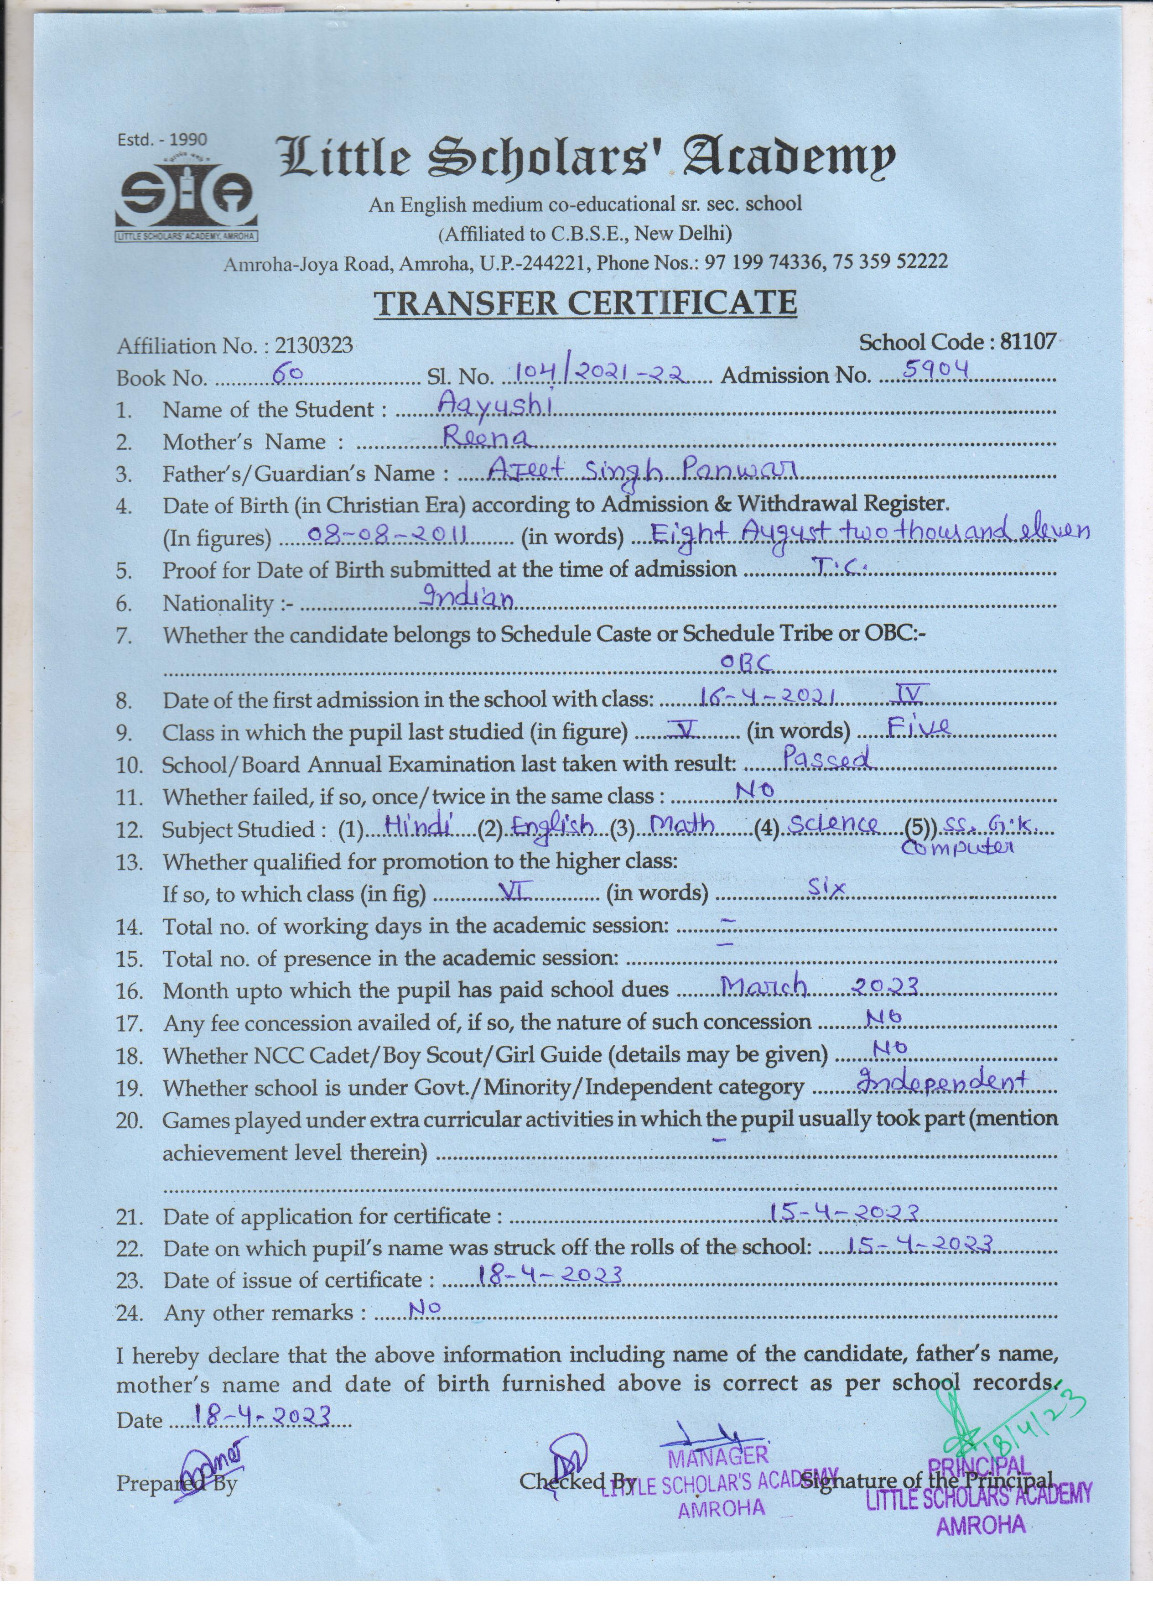 Estd. - 1990
Little Scholars' Academy
SA
LITTLE SCHOLARS' ACADEMY, AMROHA
An English medium co-educational sr. sec. school
(Affiliated to C.B.S.E., New Delhi)
Amroha-Joya Road, Amroha, U.P.-244221, Phone Nos.: 97 199 74336, 75 359 52222
TRANSFER CERTIFICATE
Affiliation No. : 2130323 School Code : 81107
Book No. 60 Sl. No. 104/2021-22 Admission No. 5904
1. Name of the Student : Aayushi
2. Mother's Name : Reena
3. Father's/Guardian's Name : Ajeet Singh Panwar
4. Date of Birth (in Christian Era) according to Admission & Withdrawal Register.
(In figures) 08-08-2011 (in words) Eight August two thousand eleven
5. Proof for Date of Birth submitted at the time of admission T.C.
6. Nationality :- Indian
7. Whether the candidate belongs to Schedule Caste or Schedule Tribe or OBC:-
OBC
8. Date of the first admission in the school with class: 16-4-2021 IV
9. Class in which the pupil last studied (in figure) V (in words) Five
10. School/Board Annual Examination last taken with result: Passed
11. Whether failed, if so, once/twice in the same class : No
12. Subject Studied : (1) Hindi (2) English (3) Math (4) Science (5)) SS, G.K.
Computer
13. Whether qualified for promotion to the higher class:
If so, to which class (in fig) VI (in words) Six
14. Total no. of working days in the academic session: -
15. Total no. of presence in the academic session: -
16. Month upto which the pupil has paid school dues March 2023
17. Any fee concession availed of, if so, the nature of such concession No
18. Whether NCC Cadet/Boy Scout/Girl Guide (details may be given) No
19. Whether school is under Govt./Minority/Independent category Independent
20. Games played under extra curricular activities in which the pupil usually took part (mention
achievement level therein) -
21. Date of application for certificate : 15-4-2023
22. Date on which pupil's name was struck off the rolls of the school: 15-4-2023
23. Date of issue of certificate : 18-4-2023
24. Any other remarks : No
I hereby declare that the above information including name of the candidate, father's name,
mother's name and date of birth furnished above is correct as per school records.
Date 18-4-2023
18/4/23
Prepared By Checked By Signature of the Principal
MANAGER
LITTLE SCHOLAR'S ACADEMY
AMROHA
PRINCIPAL
LITTLE SCHOLARS' ACADEMY
AMROHA